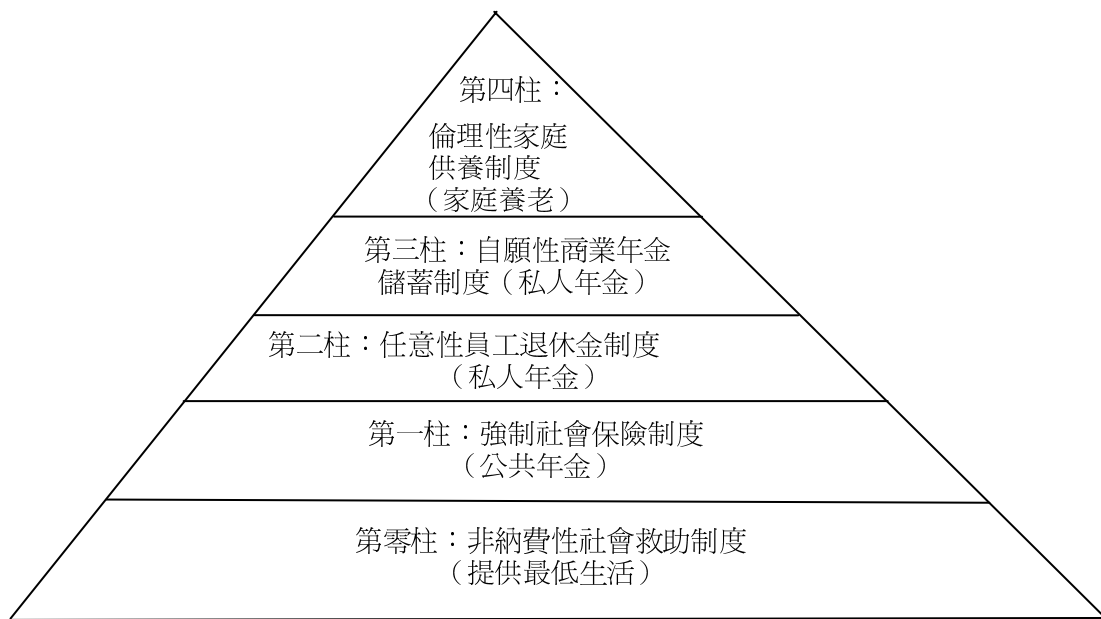 第四柱：
倫理性家庭
供養制度
（家庭養老）
第三柱：自願性商業年金
儲蓄制度（私人年金）
第二柱：任意性員工退休金制度
（私人年金）
第一柱：強制社會保險制度
（公共年金）
第零柱：非納費性社會救助制度
（提供最低生活）